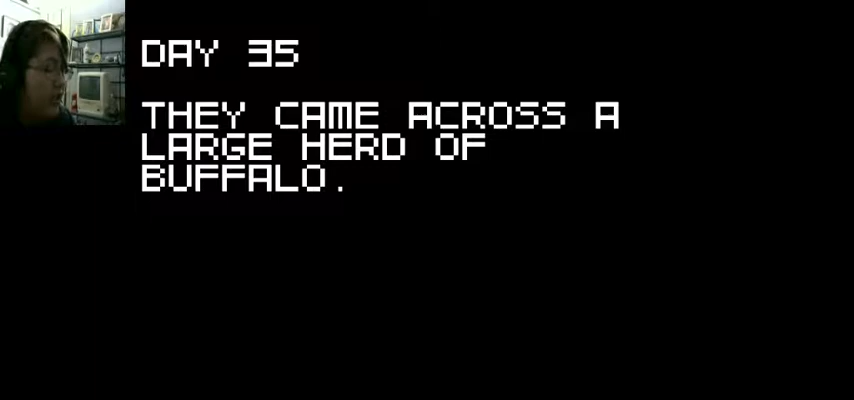 DAY 35
THEY CAME ACROSS A
LARGE HERD OF
BUFFALO.